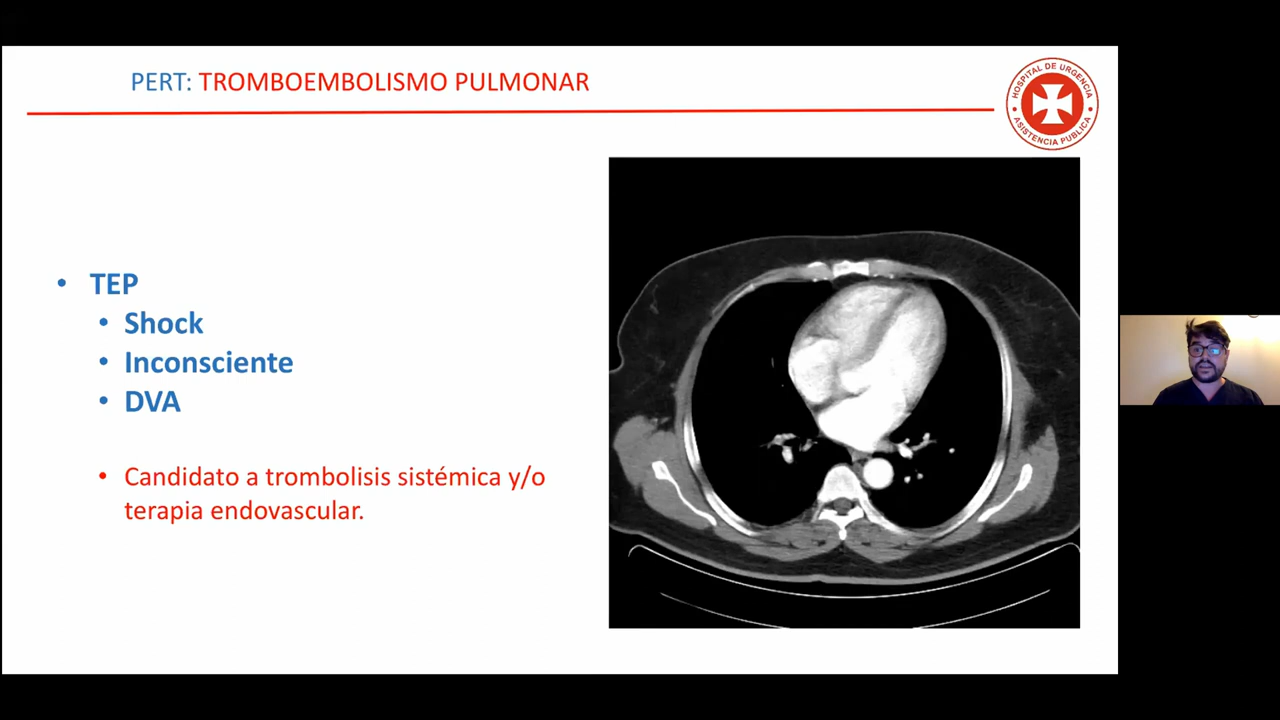 PERT: TROMBOEMBOLISMO PULMONAR
HOSPITAL DE URGENCIA
ASISTENCIA PUBLICA
• TEP
• Shock
• Inconsciente
• DVA
• Candidato a trombolisis sistémica y/o
terapia endovascular.